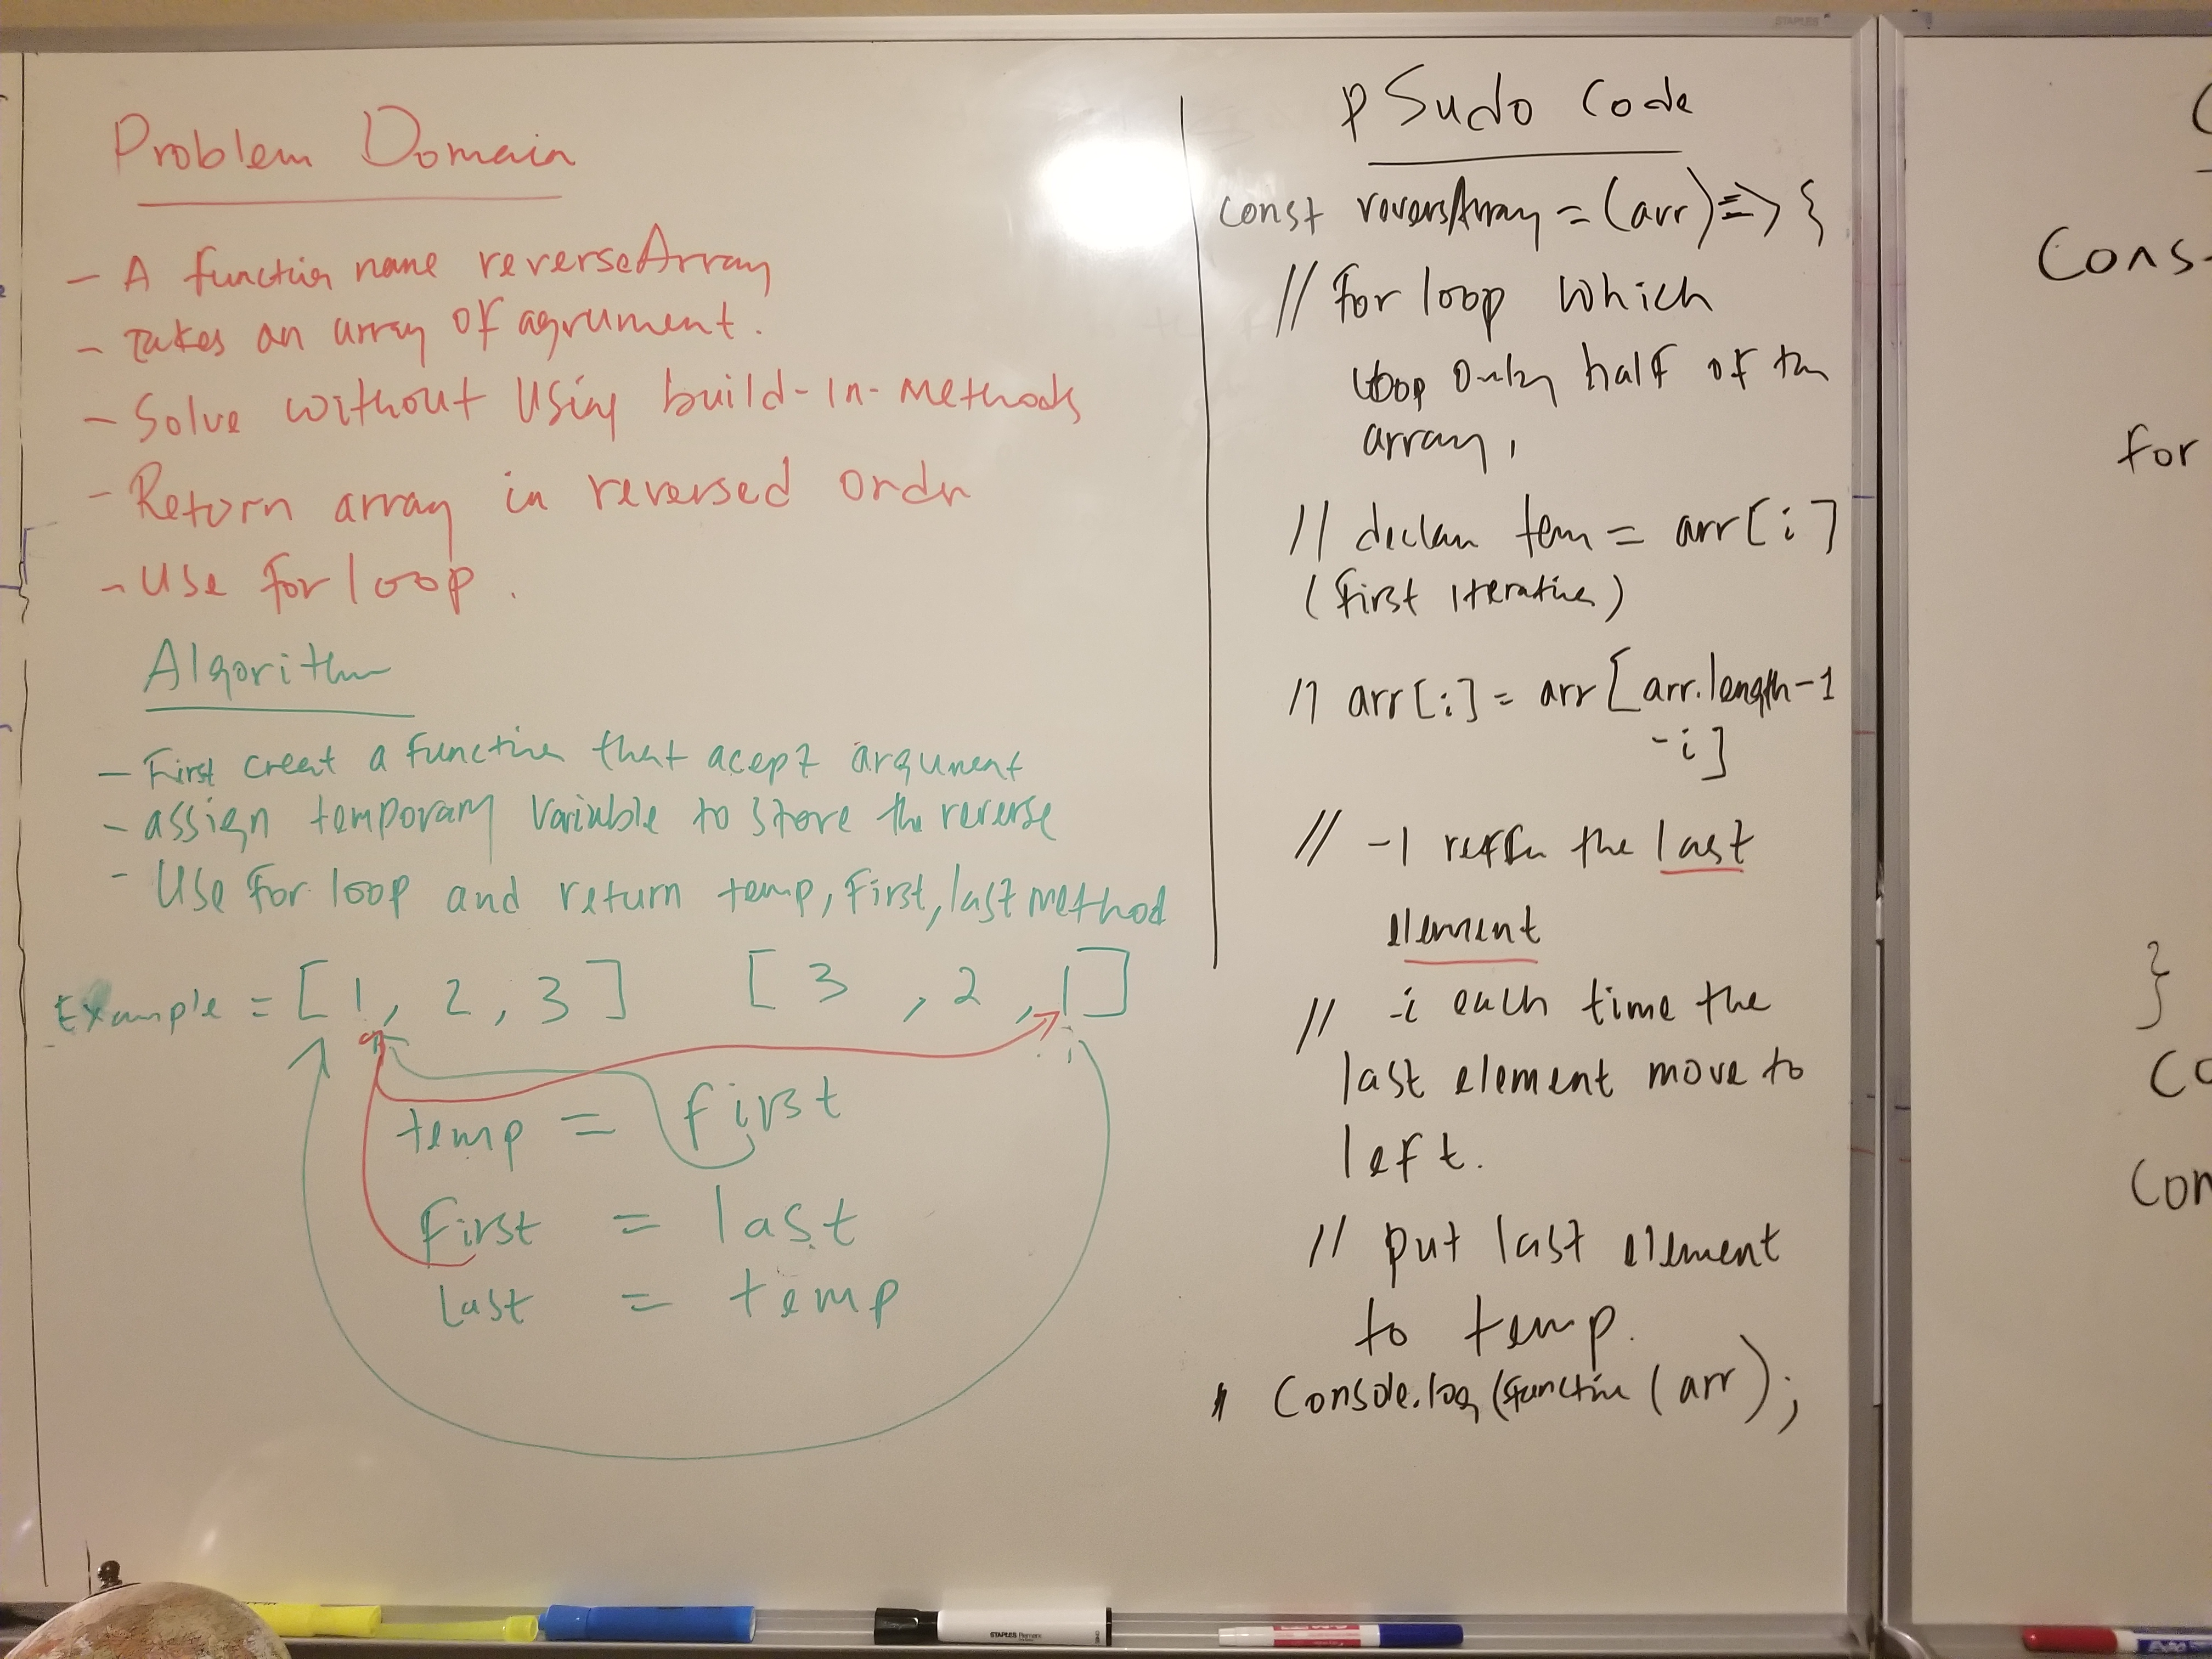 Problem Domain
- A function name reverseArray
- Takes an array of agrument.
- Solve without Using build-in-methods
- Return array in reversed order
- Use for loop.
Algorithm
- First creat a function that acept argument
- assign temporary variable to store the reverse
- Use for loop and return temp, first, last method
Example = [1, 2, 3] [3, 2, 1]
temp = first
first = last
last = temp
pSudo Code
const reversArray = (arr) => {
// for loop which
loop only half of the
array,
// declare tem = arr[i]
(first iteration)
// arr[i] = arr[arr.length-1
-i]
// -1 the last
element
// -i each time the
last element move to
left.
// put last element
to temp.
Console.log(function(arr);
STAPLES
Cons
for
}
Co
Con
STAPLES Remarx